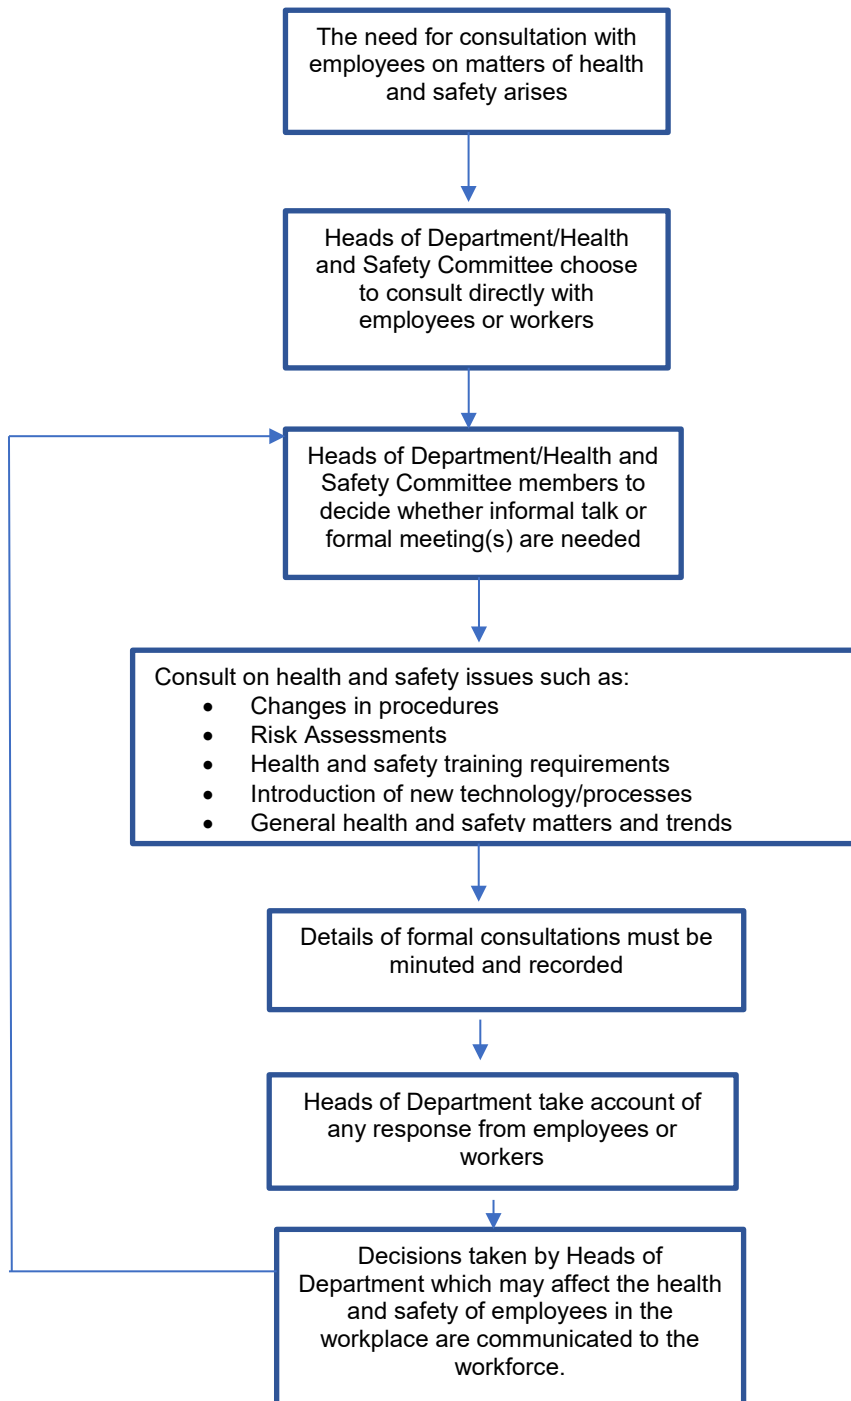 The need for consultation with
employees on matters of health
and safety arises
Heads of Department/Health
and Safety Committee choose
to consult directly with
employees or workers
Heads of Department/Health and
Safety Committee members to
decide whether informal talk or
formal meeting(s) are needed
Consult on health and safety issues such as:
• Changes in procedures
• Risk Assessments
• Health and safety training requirements
• Introduction of new technology/processes
• General health and safety matters and trends
Details of formal consultations must be
minuted and recorded
Heads of Department take account of
any response from employees or
workers
Decisions taken by Heads of
Department which may affect the health
and safety of employees in the
workplace are communicated to the
workforce.